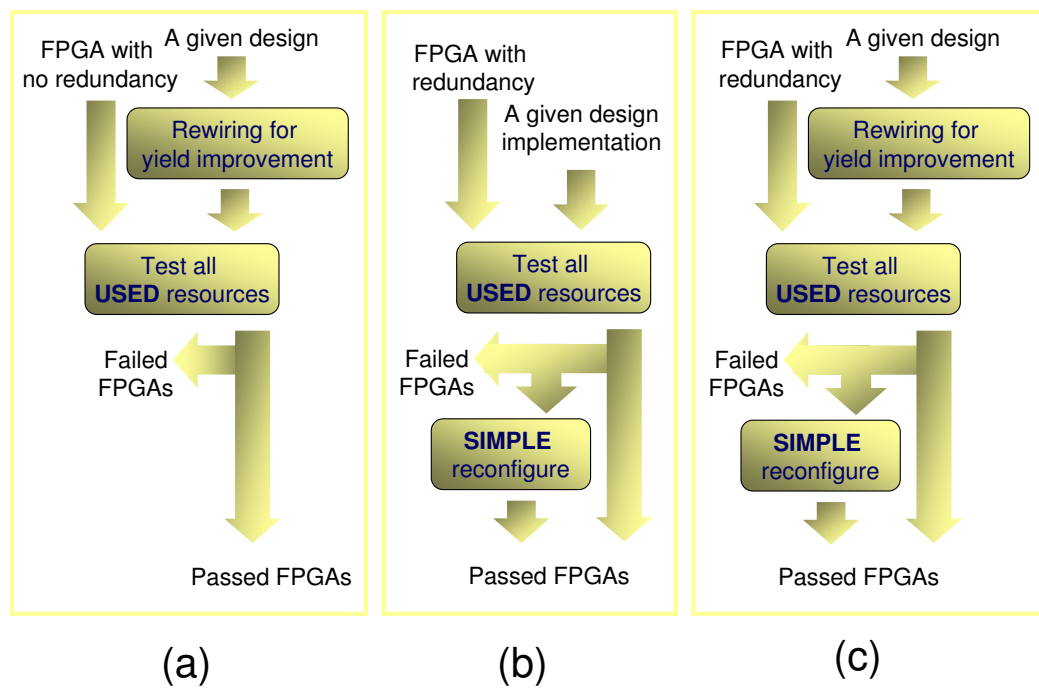 FPGA with
no redundancy
A given design
Rewiring for
yield improvement
Test all
USED resources
Failed
FPGAs
Passed FPGAs
(a)
FPGA with
redundancy
A given design
implementation
Test all
USED resources
Failed
FPGAs
SIMPLE
reconfigure
Passed FPGAs
(b)
FPGA with
redundancy
A given design
Rewiring for
yield improvement
Test all
USED resources
Failed
FPGAs
SIMPLE
reconfigure
Passed FPGAs
(c)